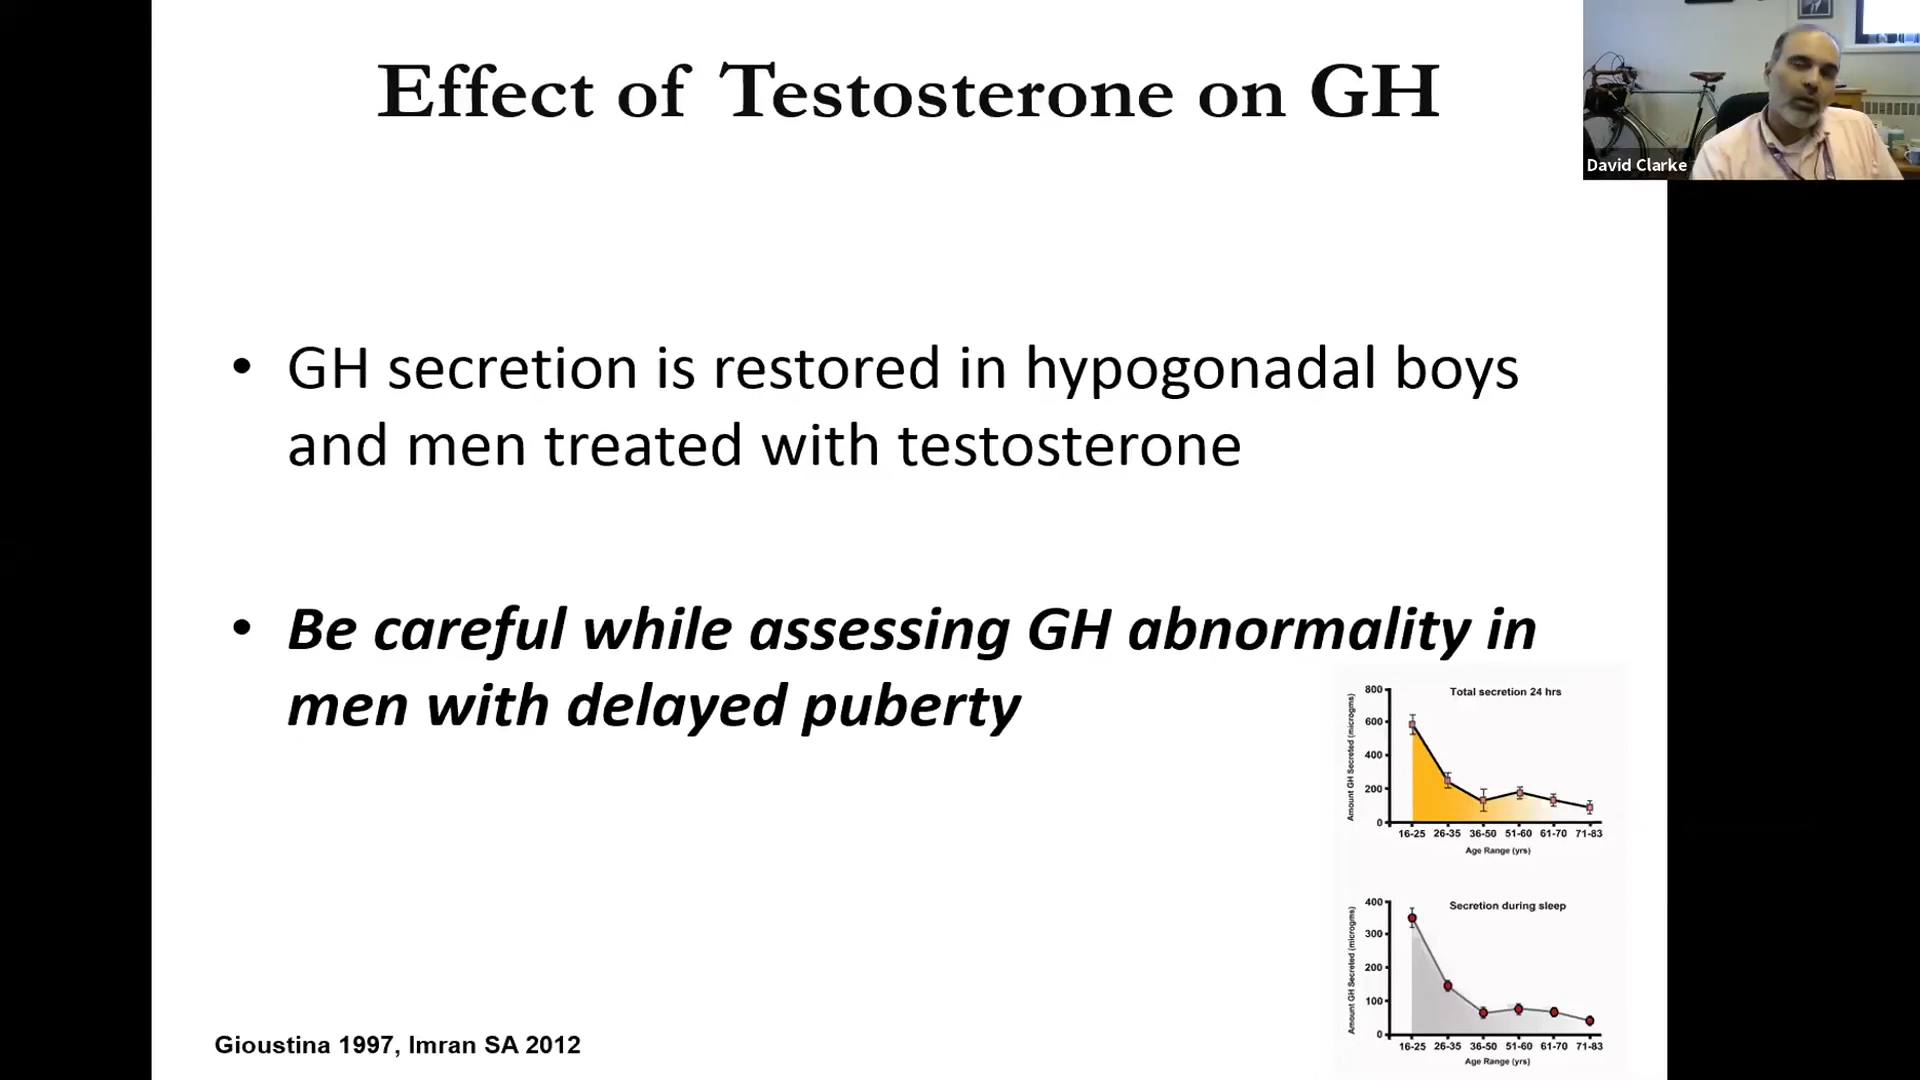 Effect of Testosterone on GH
David Clarke
• GH secretion is restored in hypogonadal boys
and men treated with testosterone
• Be careful while assessing GH abnormality in
men with delayed puberty
Total secretion 24 hrs
Amount GH Secreted (microgms)
800
600
400
200
0
16-25 26-35 36-50 51-60 61-70 71-83
Age Range (yrs)
Secretion during sleep
Amount GH Secreted (microgms)
400
300
200
100
0
16-25 26-35 36-50 51-60 61-70 71-83
Age Range (yrs)
Gioustina 1997, Imran SA 2012